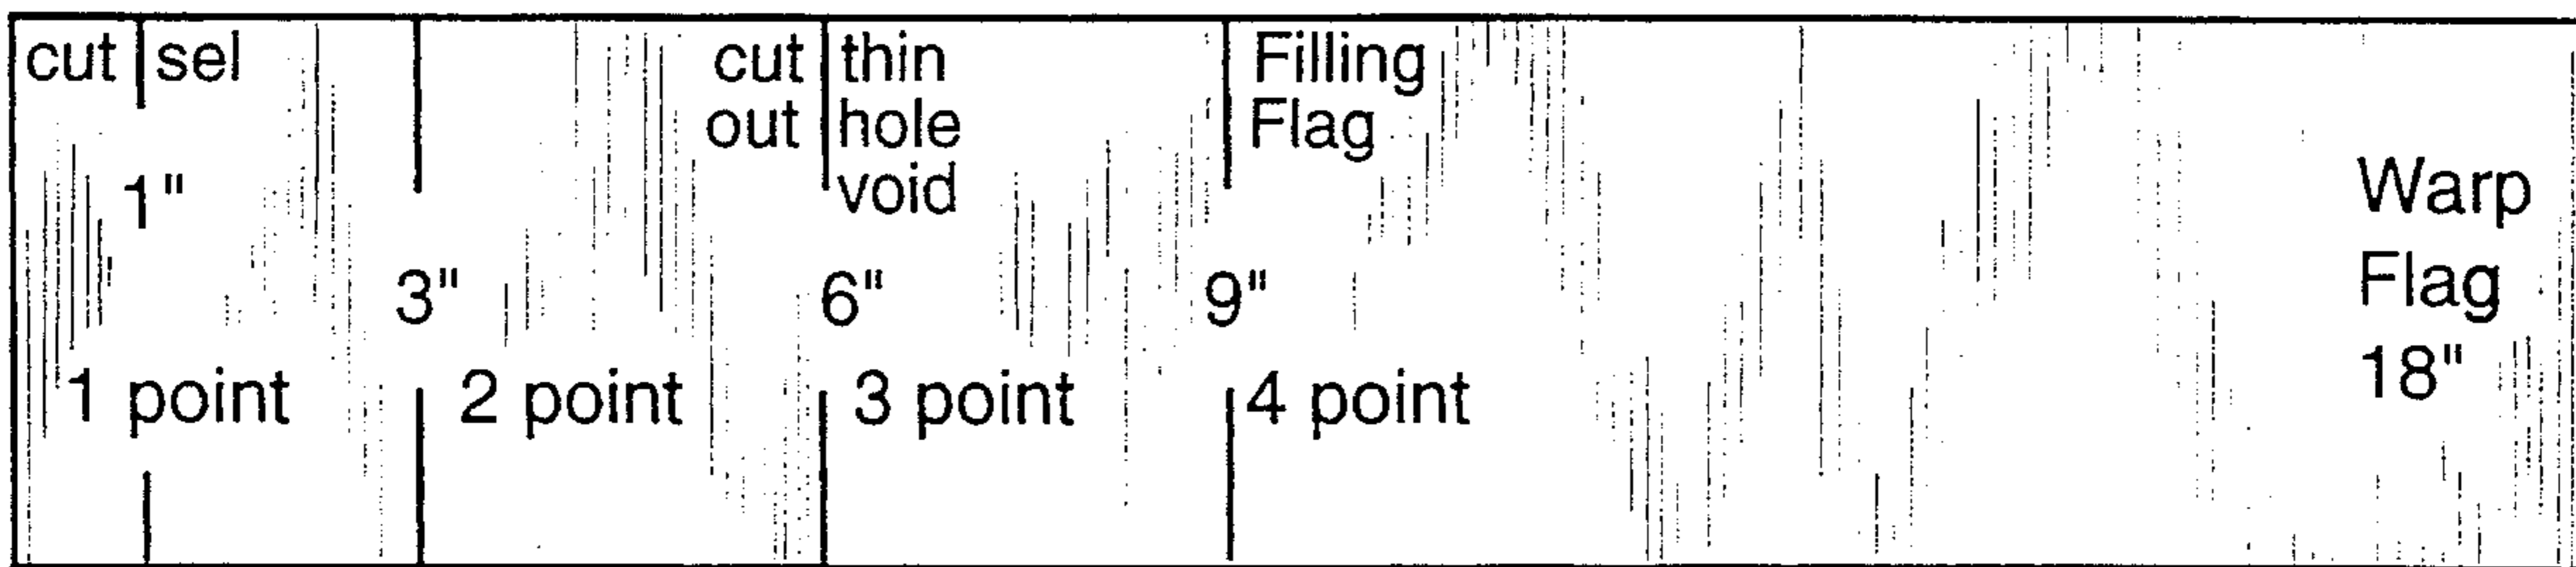 cut sel
1"
1 point
3"
2 point
cut
out
thin
hole
void
6"
3 point
Filling
Flag
9"
4 point
Warp
Flag
18"